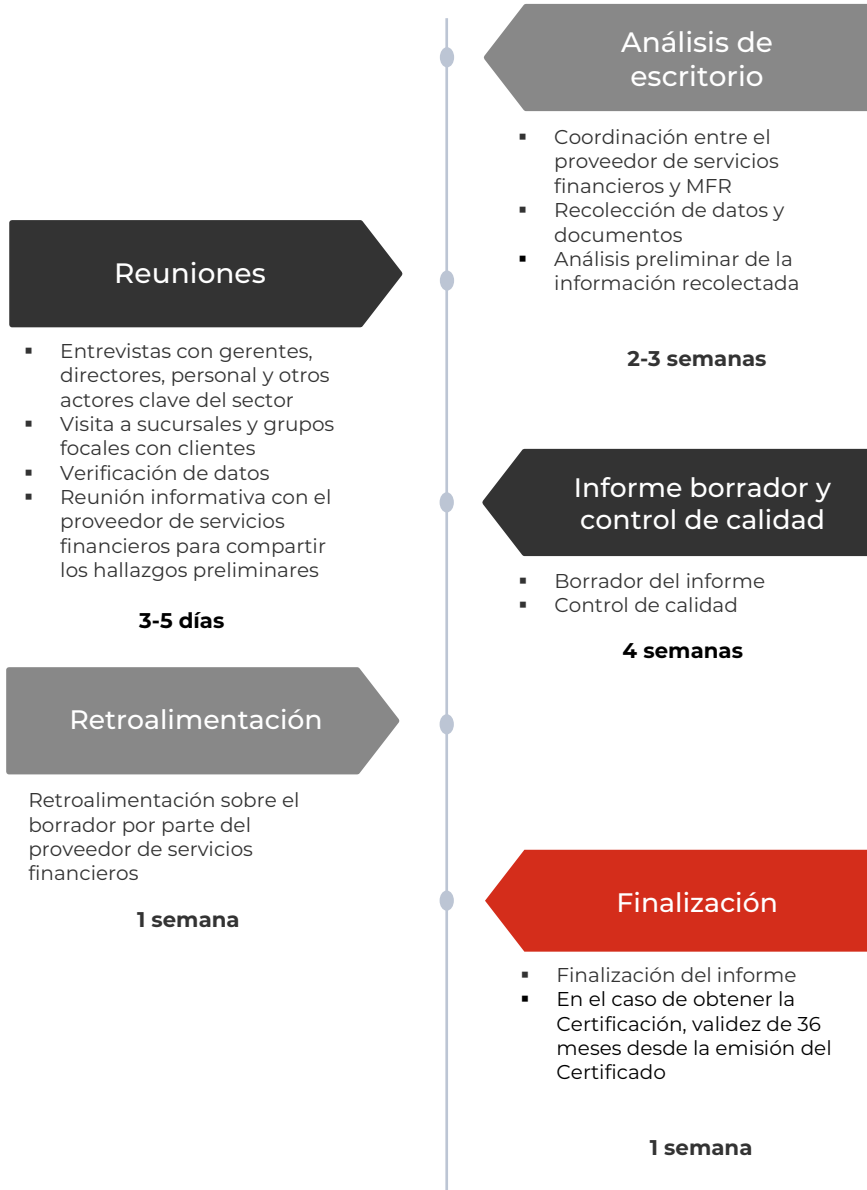 Análisis de
escritorio
▪ Coordinación entre el
proveedor de servicios
financieros y MFR
▪ Recolección de datos y
documentos
▪ Análisis preliminar de la
información recolectada
2-3 semanas
Reuniones
▪ Entrevistas con gerentes,
directores, personal y otros
actores clave del sector
▪ Visita a sucursales y grupos
focales con clientes
▪ Verificación de datos
▪ Reunión informativa con el
proveedor de servicios
financieros para compartir
los hallazgos preliminares
3-5 días
Informe borrador y
control de calidad
▪ Borrador del informe
▪ Control de calidad
4 semanas
Retroalimentación
Retroalimentación sobre el
borrador por parte del
proveedor de servicios
financieros
1 semana
Finalización
▪ Finalización del informe
▪ En el caso de obtener la
Certificación, validez de 36
meses desde la emisión del
Certificado
1 semana